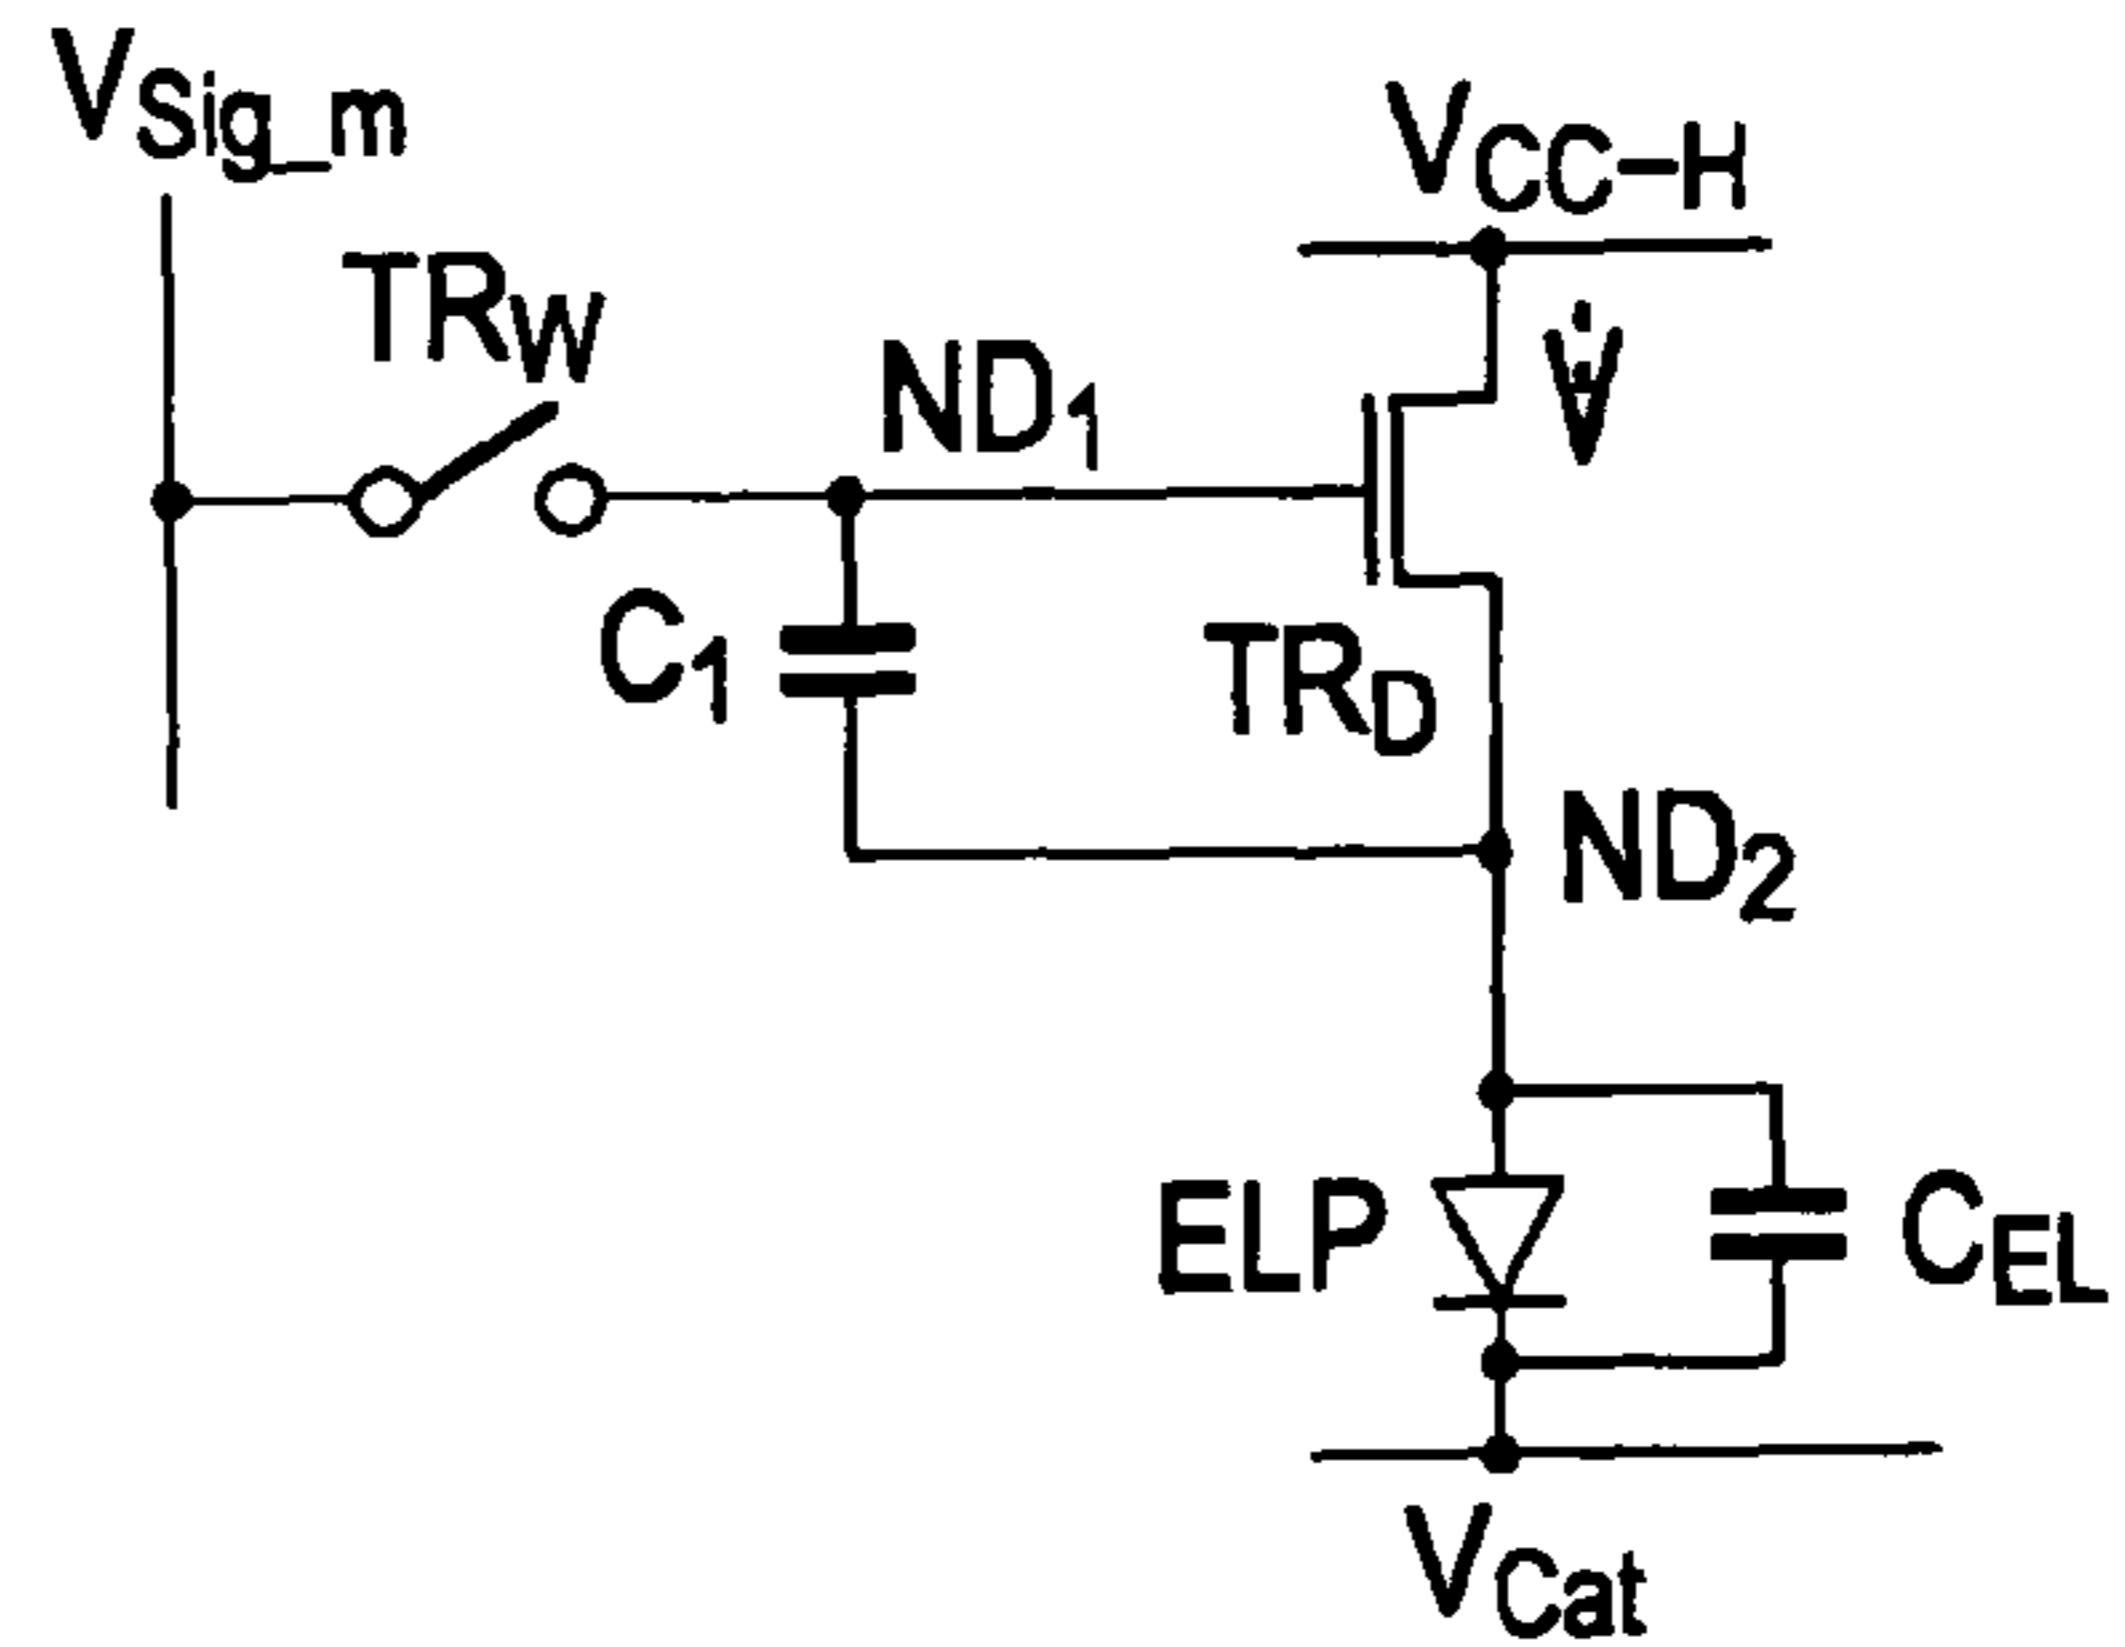 VSig_m
VCC-H
TRW
ND1
C1
TRD
ND2
ELP
CEL
VCat